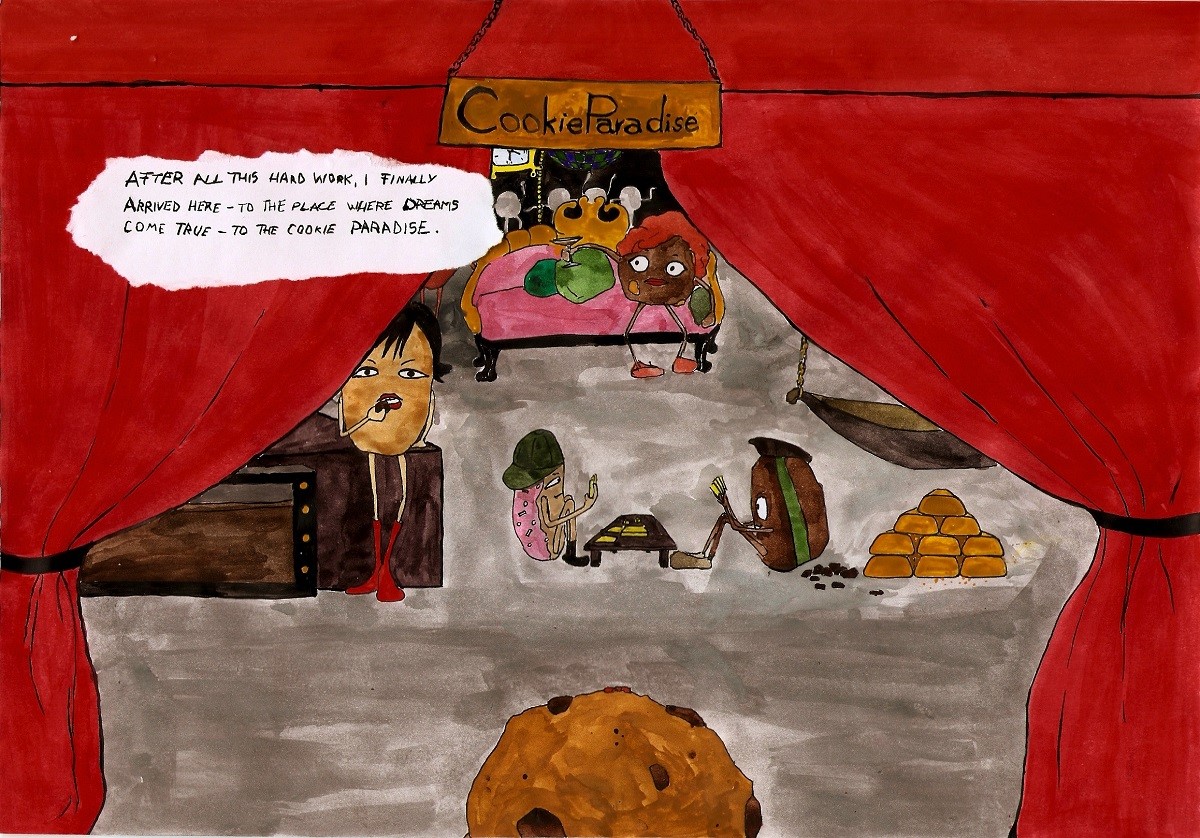 CookieParadise
AFTER ALL THIS HARD WORK, I FINALLY
ARRIVED HERE - TO THE PLACE WHERE DREAMS
COME TRUE - TO THE COOKIE PARADISE.